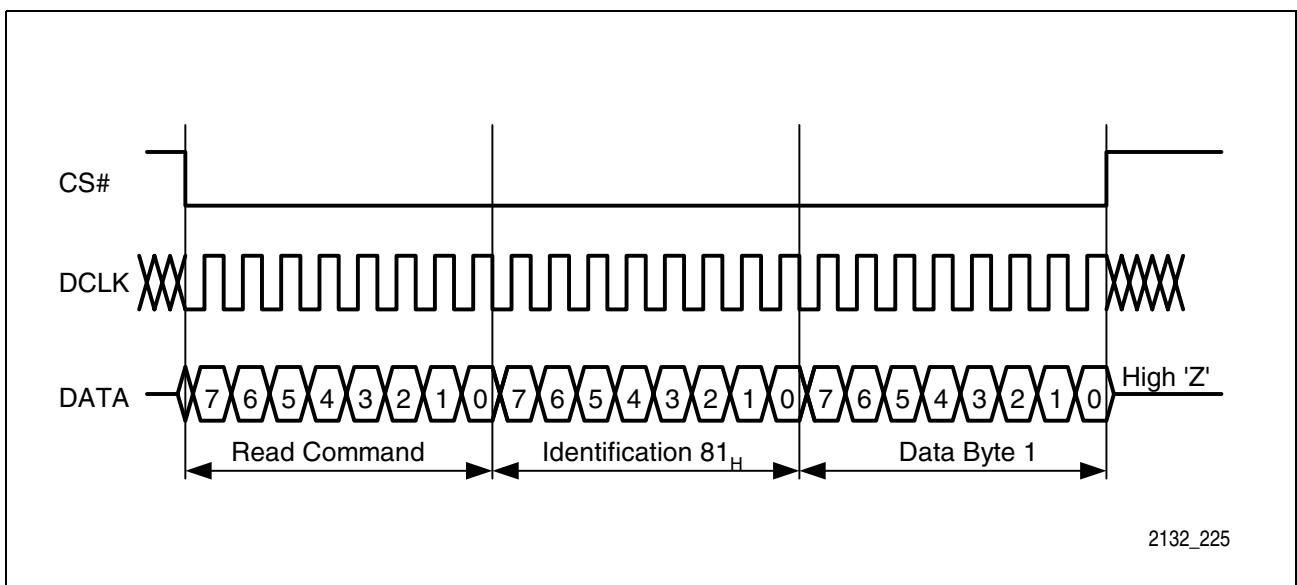 CS#
DCLK
DATA 7 6 5 4 3 2 1 0 7 6 5 4 3 2 1 0 7 6 5 4 3 2 1 0 High 'Z'
Read Command Identification 81H Data Byte 1
2132_225